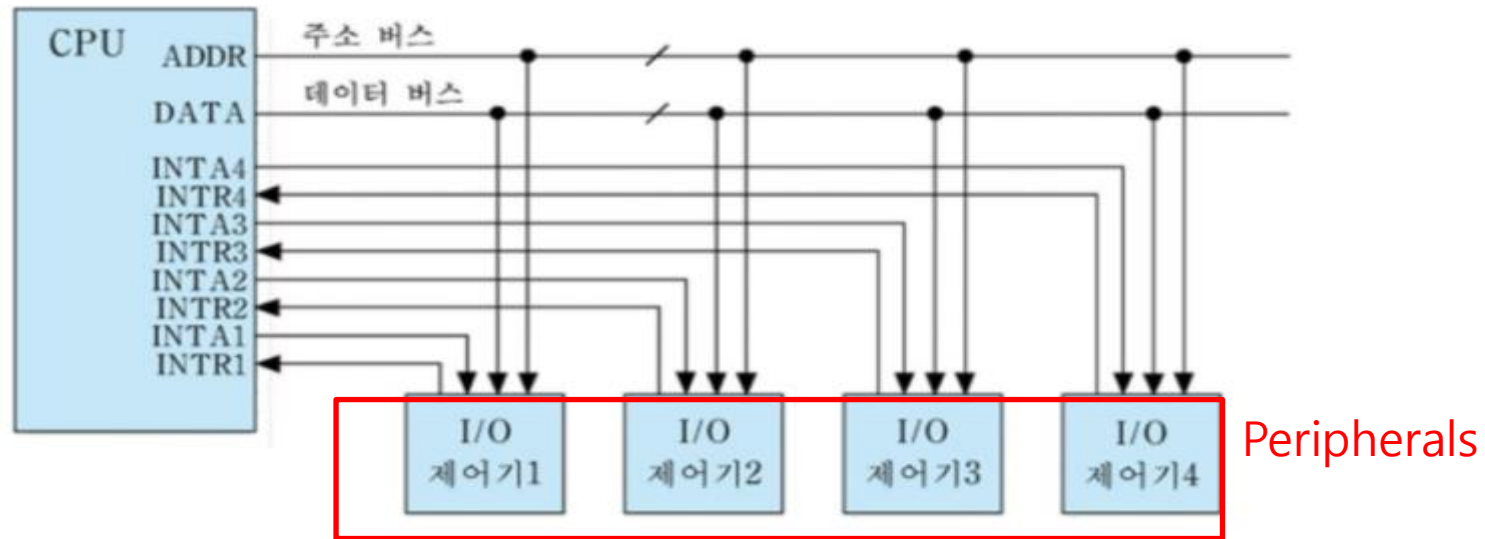 CPU
ADDR
주소 버스
DATA
데이터 버스
INTA4
INTR4
INTA3
INTR3
INTA2
INTR2
INTA1
INTR1
I/O
제어기1
I/O
제어기2
I/O
제어기3
I/O
제어기4
Peripherals